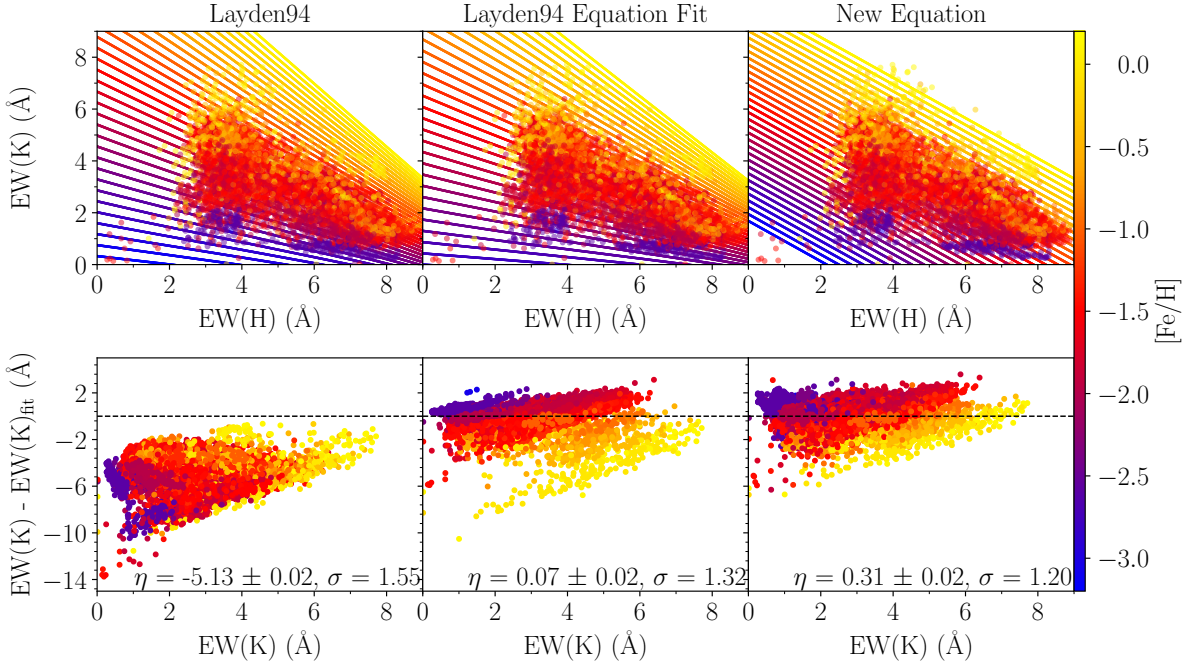 Layden94
Layden94 Equation Fit
New Equation
EW(K) (Å)
8
6
4
2
0
0 2 4 6 8
0 2 4 6 8
0 2 4 6 8
EW(H) (Å)
EW(H) (Å)
EW(H) (Å)
EW(K) - EW(K)fit (Å)
2
−2
−6
−10
−14
η = -5.13 ± 0.02, σ = 1.55
η = 0.07 ± 0.02, σ = 1.32
η = 0.31 ± 0.02, σ = 1.20
0 2 4 6 8
0 2 4 6 8
0 2 4 6 8
EW(K) (Å)
EW(K) (Å)
EW(K) (Å)
0.0
−0.5
−1.0
−1.5
−2.0
−2.5
−3.0
[Fe/H]